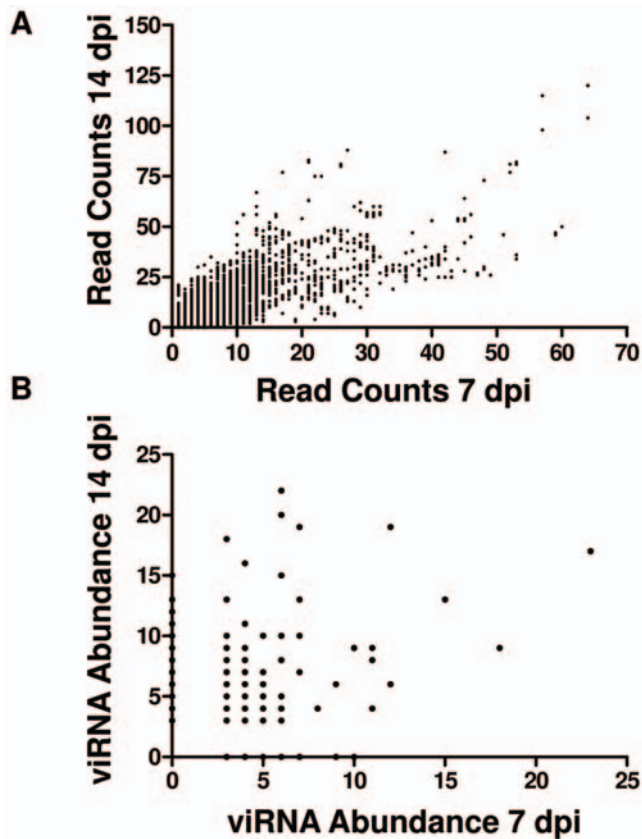 A
Read Counts 14 dpi
150
125
100
75
50
25
0
0 10 20 30 40 50 60 70
Read Counts 7 dpi
B
viRNA Abundance 14 dpi
25
20
15
10
5
0
0 5 10 15 20 25
viRNA Abundance 7 dpi